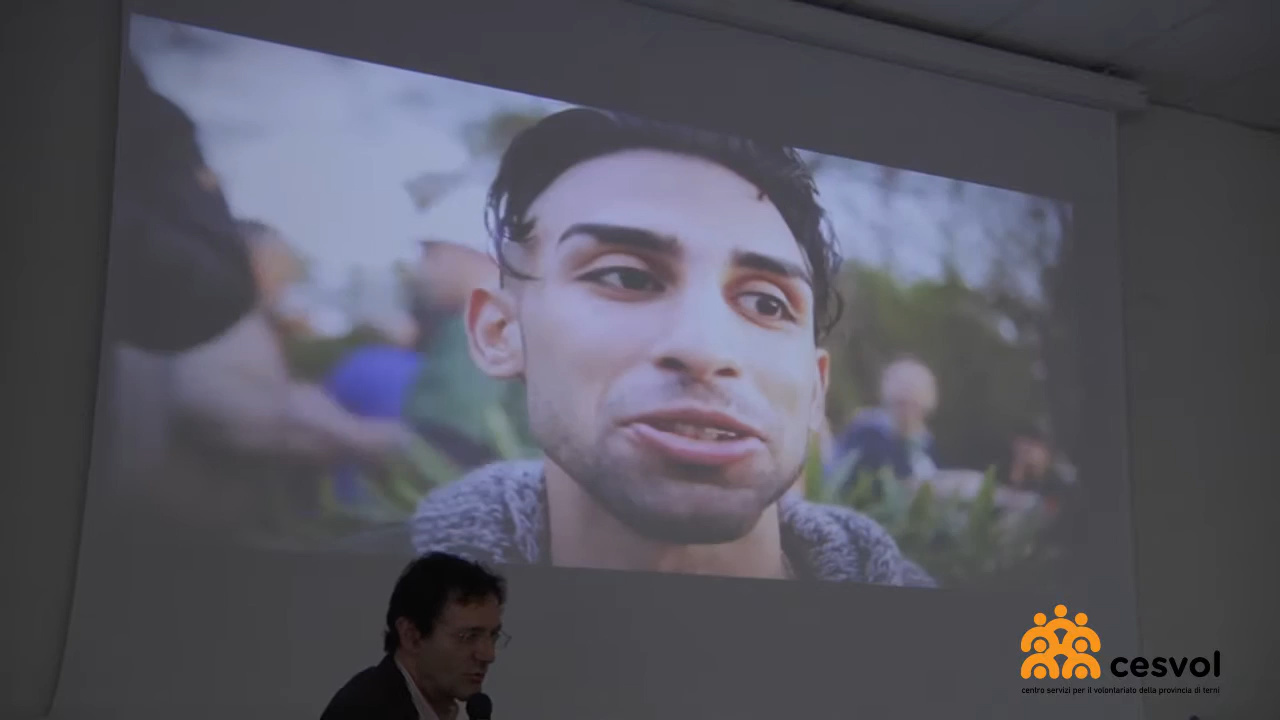 cesvol
centro servizi per il volontariato della provincia di terni